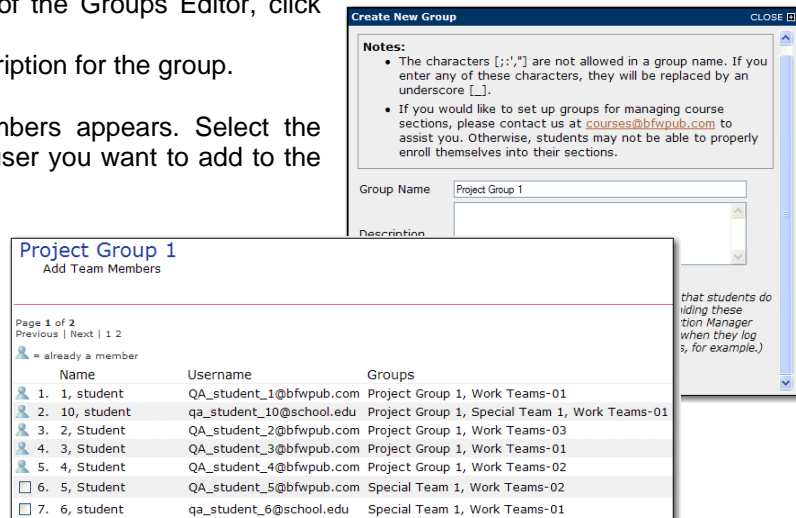 of the Groups Editor, click
ription for the group.
mbers appears. Select the
user you want to add to the
Create New Group CLOSE
Notes:
• The characters [;:',"] are not allowed in a group name. If you
enter any of these characters, they will be replaced by an
underscore [_].
• If you would like to set up groups for managing course
sections, please contact us at courses@bfwpub.com to
assist you. Otherwise, students may not be able to properly
enroll themselves into their sections.
Group Name Project Group 1
Description
that students do
iding these
tion Manager
when they log
s, for example.)
Project Group 1
Add Team Members
Page 1 of 2
Previous | Next | 1 2
= already a member
Name Username Groups
1. 1, student QA_student_1@bfwpub.com Project Group 1, Work Teams-01
2. 10, student qa_student_10@school.edu Project Group 1, Special Team 1, Work Teams-01
3. 2, Student QA_student_2@bfwpub.com Project Group 1, Work Teams-03
4. 3, Student QA_student_3@bfwpub.com Project Group 1, Work Teams-01
5. 4, Student QA_student_4@bfwpub.com Project Group 1, Work Teams-02
6. 5, Student QA_student_5@bfwpub.com Special Team 1, Work Teams-02
7. 6, student qa_student_6@school.edu Special Team 1, Work Teams-01